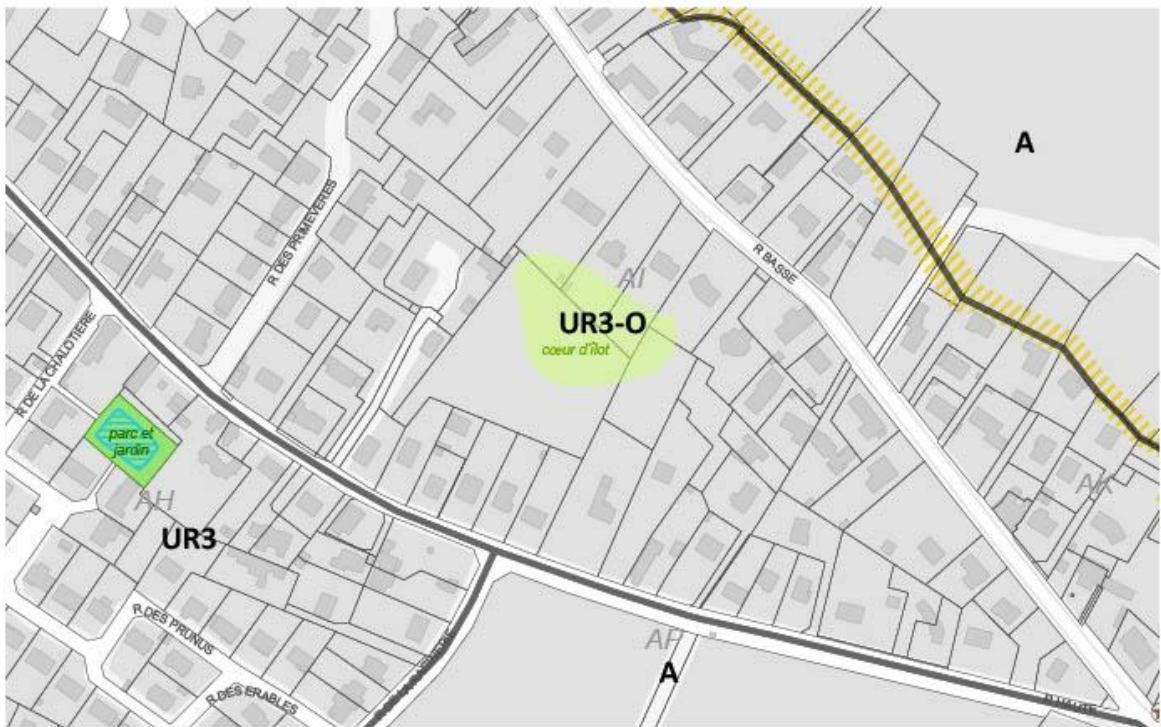 A
R DES PRIMEVERES
R BASSE
AI
UR3-O
cœur d'îlot
R DE LA CHALOTIERE
parc et
jardin
AH
AK
UR3
R DES PRUNUS
AP
A
R DES ERABLES
R HAUTE